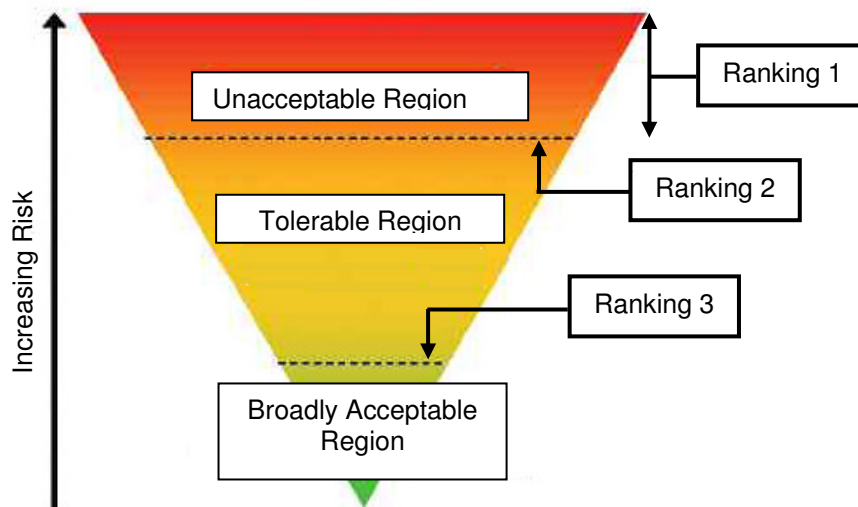 Ranking 1
Unacceptable Region
Ranking 2
Tolerable Region
Ranking 3
Broadly Acceptable
Region
Increasing Risk